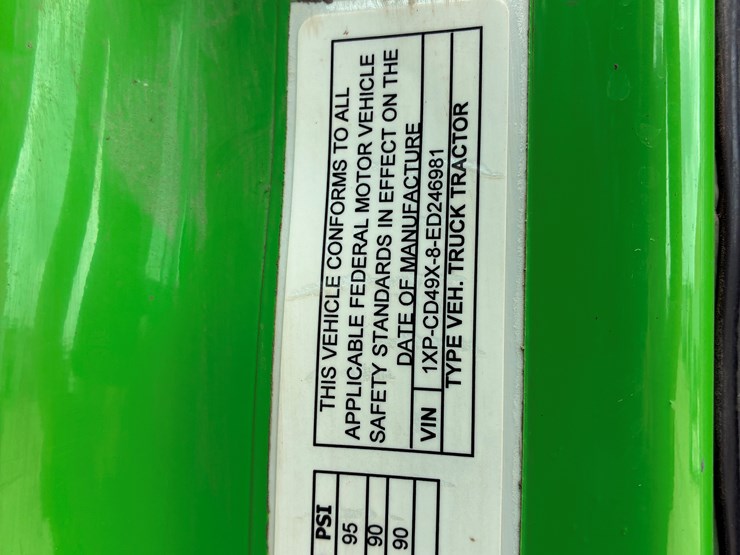 THIS VEHICLE CONFORMS TO ALL
APPLICABLE FEDERAL MOTOR VEHICLE
SAFETY STANDARDS IN EFFECT ON THE
DATE OF MANUFACTURE
VIN 1XP-CD49X-8-ED246981
TYPE VEH. TRUCK TRACTOR
PSI
95
90
90